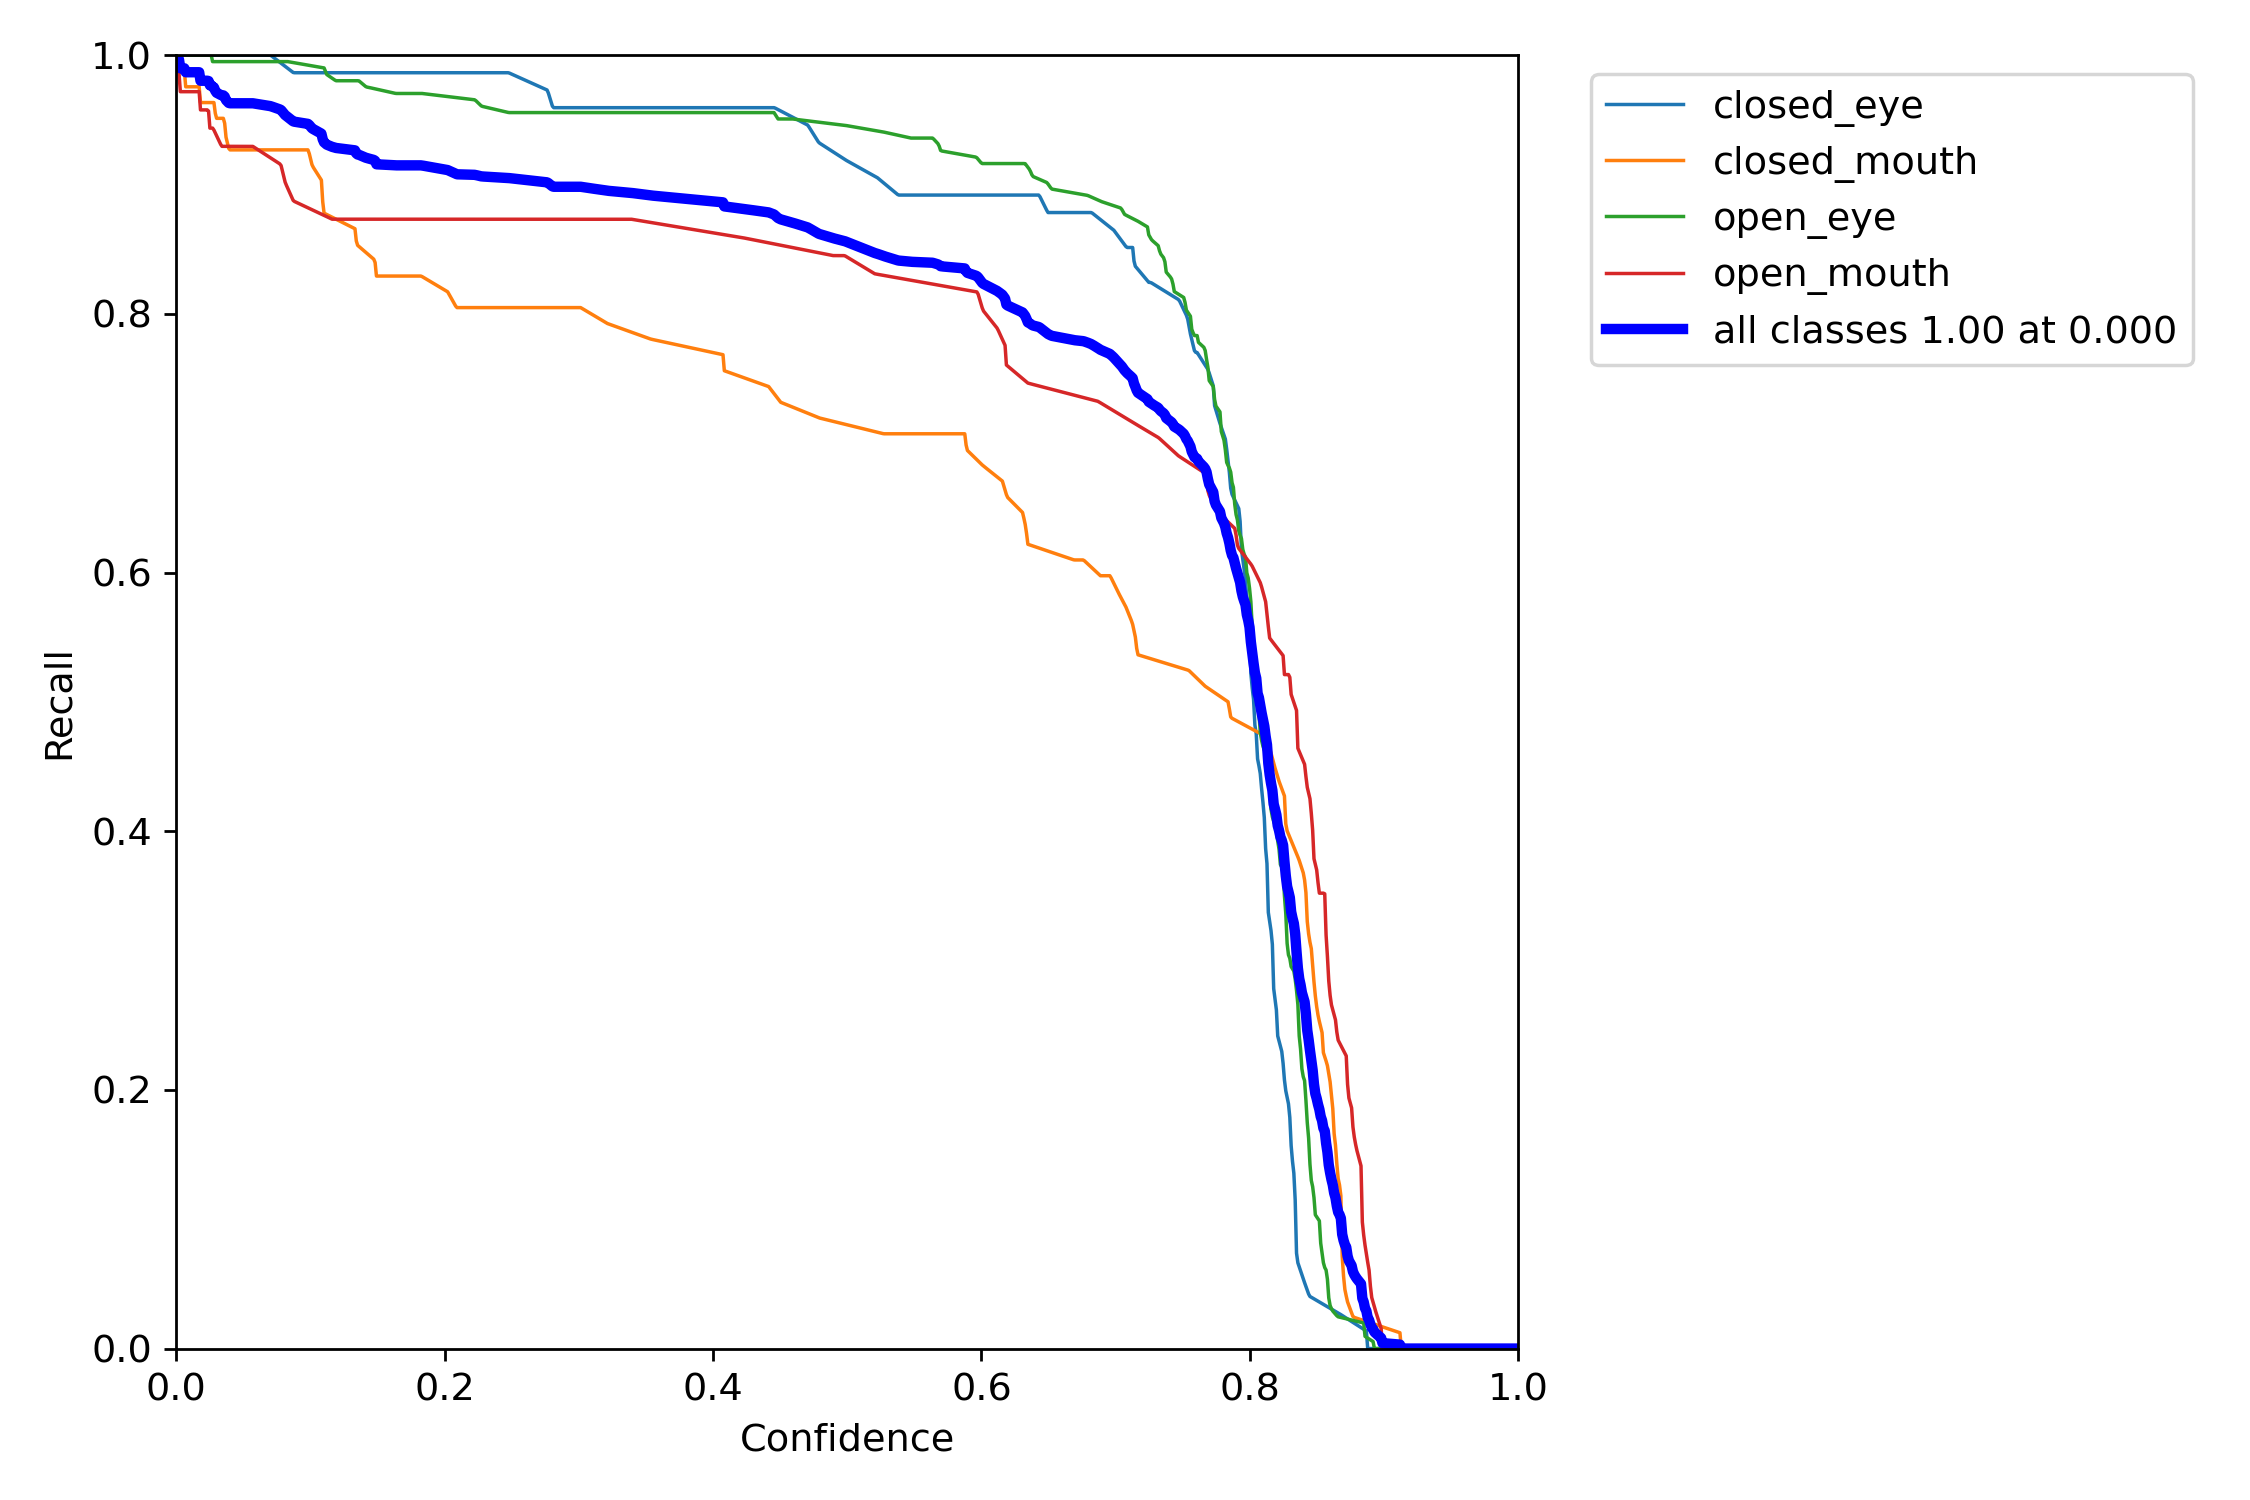 1.0
0.8
0.6
0.4
0.2
0.0
Recall
0.0 0.2 0.4 0.6 0.8 1.0
Confidence
closed_eye
closed_mouth
open_eye
open_mouth
all classes 1.00 at 0.000